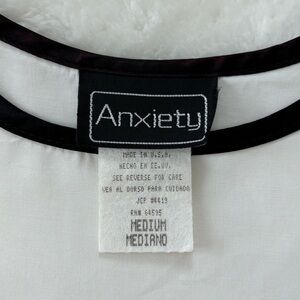 Anxiety
MADE IN U.S.A.
HECHO EN EE.UU.
SEE REVERSE FOR CARE
VEA AL DORSO PARA CUIDADO
JCP #4419
RN# 64595
MEDIUM
MEDIANO